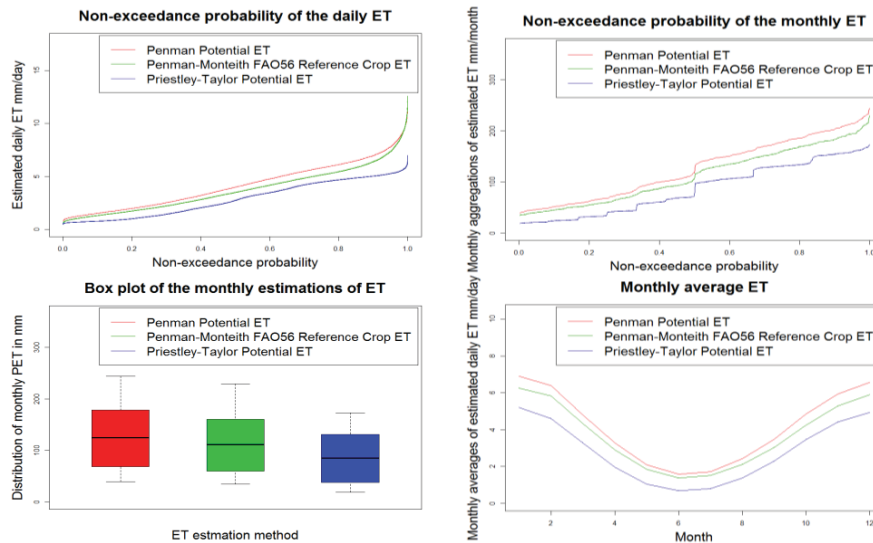 Non-exceedance probability of the daily ET
Penman Potential ET
Penman-Monteith FAO56 Reference Crop ET
Priestley-Taylor Potential ET
Estimated daily ET mm/day
0 5 10 15
0.0 0.2 0.4 0.6 0.8 1.0
Non-exceedance probability
Non-exceedance probability of the monthly ET
Penman Potential ET
Penman-Monteith FAO56 Reference Crop ET
Priestley-Taylor Potential ET
Monthly aggregations of estimated ET mm/month
0 100 200 300
0.0 0.2 0.4 0.6 0.8 1.0
Non-exceedance probability
Box plot of the monthly estimations of ET
Penman Potential ET
Penman-Monteith FAO56 Reference Crop ET
Priestley-Taylor Potential ET
Distribution of monthly PET in mm
0 100 200 300
ET estmation method
Monthly average ET
Penman Potential ET
Penman-Monteith FAO56 Reference Crop ET
Priestley-Taylor Potential ET
Monthly averages of estimated daily ET mm/day
0 2 4 6 8 10
2 4 6 8 10 12
Month